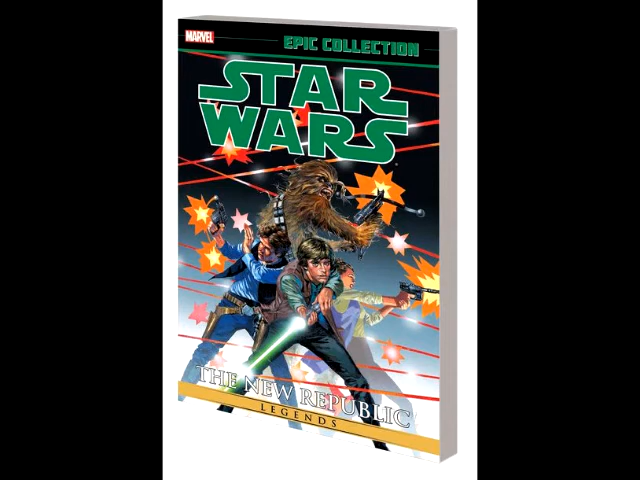 MARVEL
EPIC COLLECTION
STAR
WARS
THE NEW REPUBLIC
LEGENDS